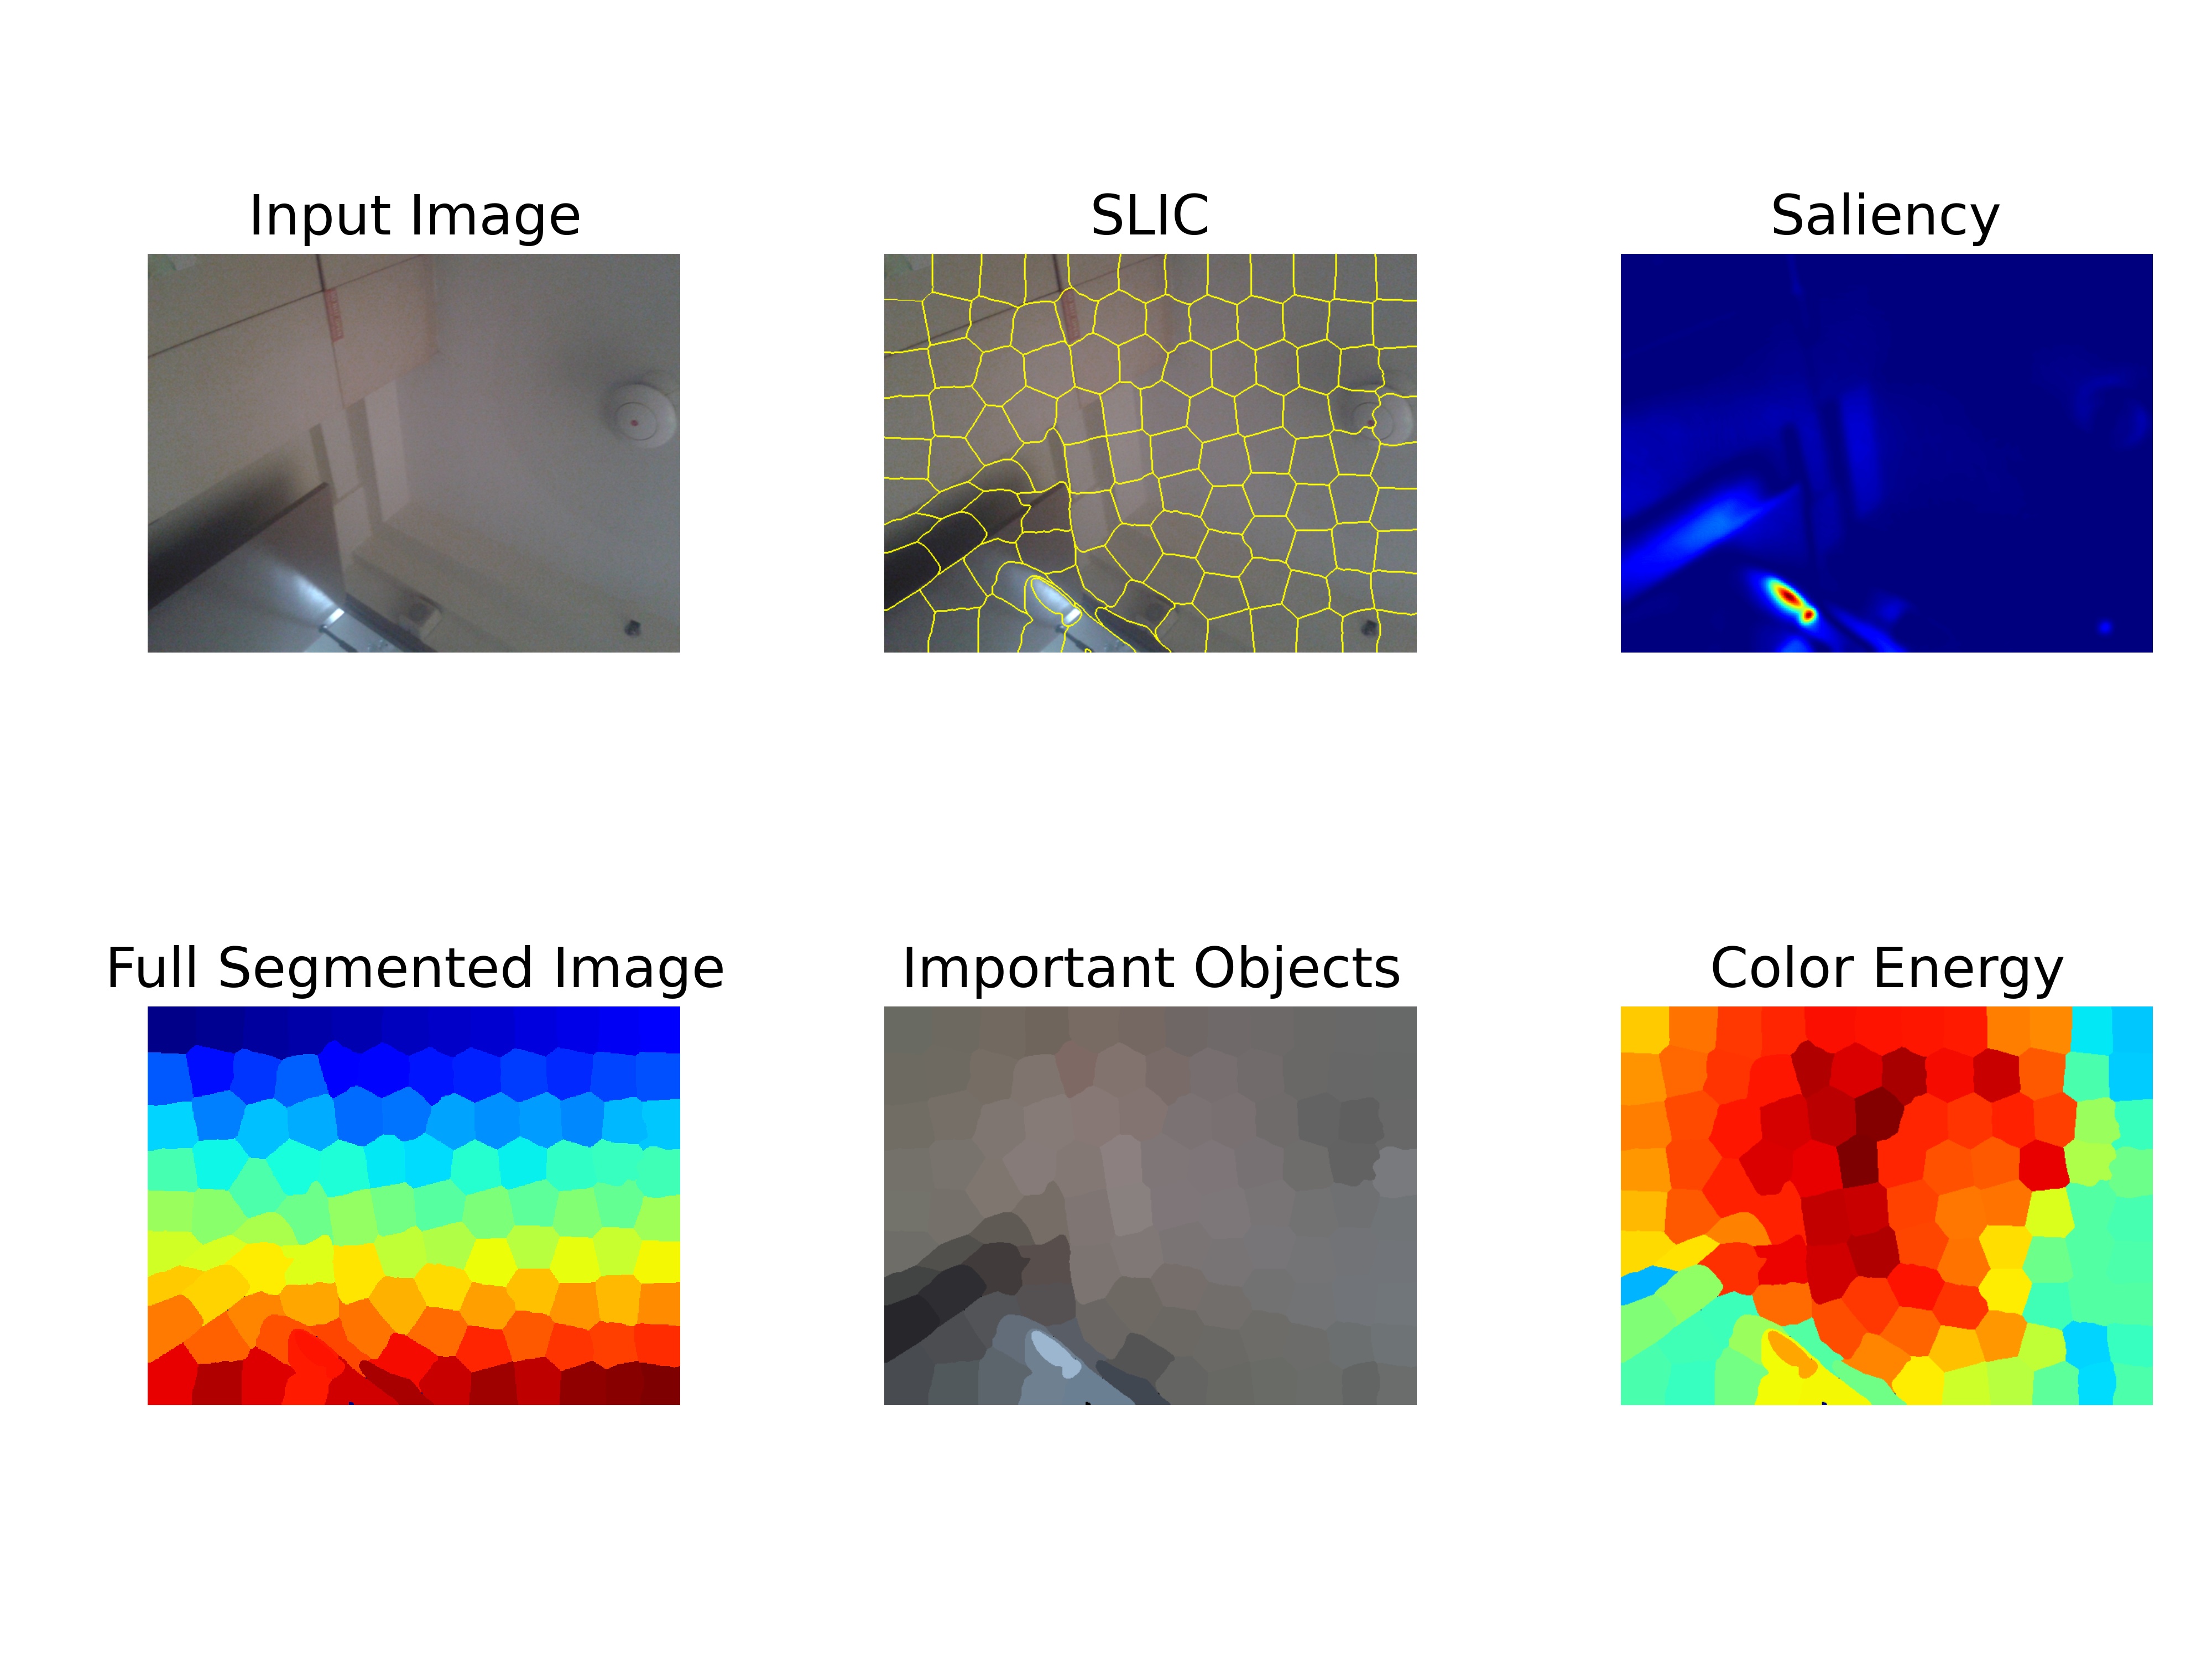 Input Image
SLIC
Saliency
Full Segmented Image
Important Objects
Color Energy